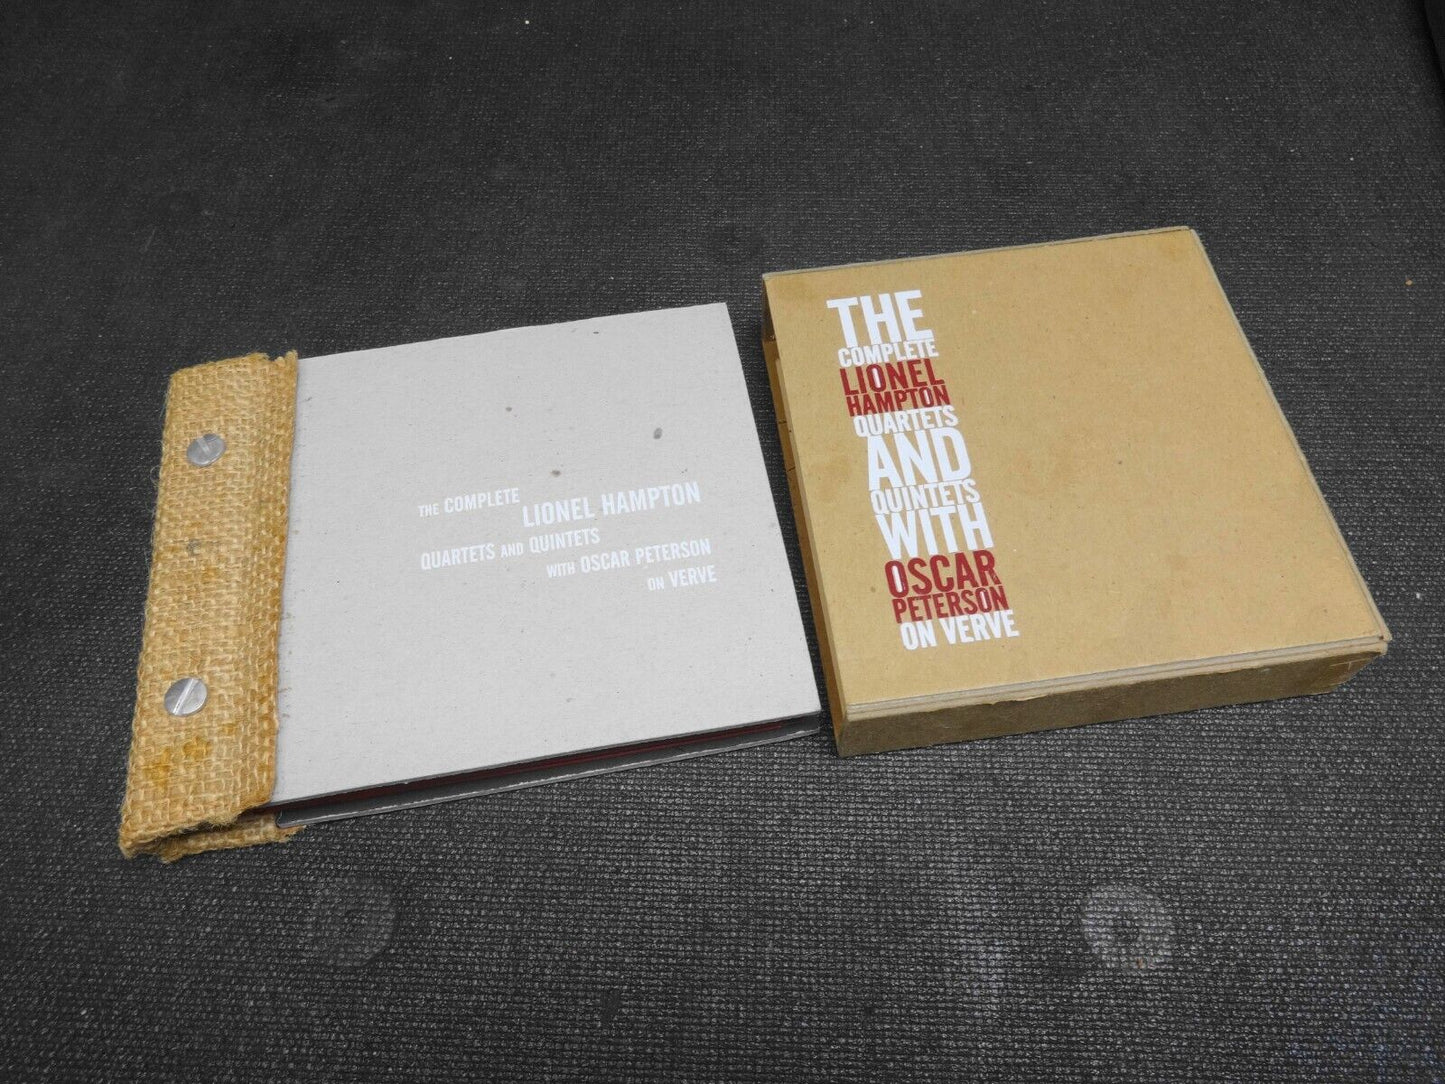 THE COMPLETE
LIONEL HAMPTON
QUARTETS AND QUINTETS
WITH OSCAR PETERSON
ON VERVE
THE
COMPLETE
LIONEL
HAMPTON
QUARTETS
AND
QUINTETS
WITH
OSCAR
PETERSON
ON VERVE